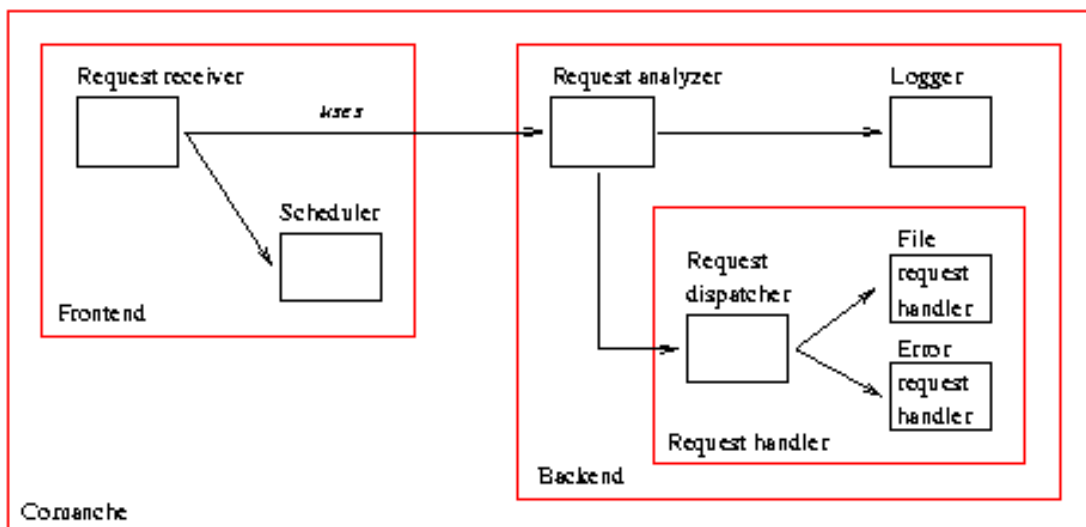 Request receiver
Request analyzer
Logger
uses
Scheduler
File
request
handler
Request
dispatcher
Frontend
Error
request
handler
Request handler
Backend
Comanche